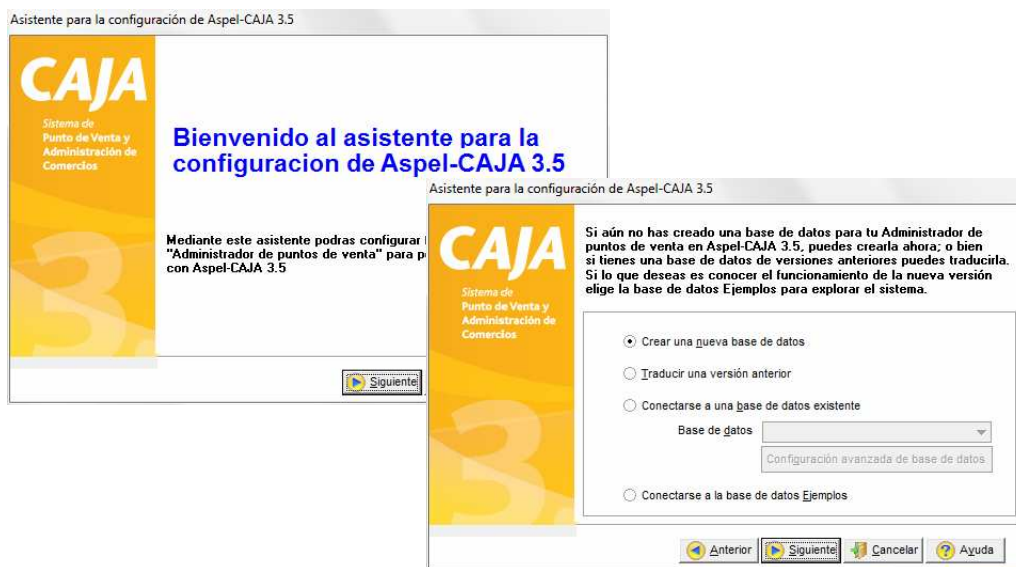 Asistente para la configuración de Aspel-CAJA 3.5
CAJA
Sistema de
Punto de Venta y
Administración de
Comercios
3.
Bienvenido al asistente para la
configuracion de Aspel-CAJA 3.5
Mediante este asistente podras configurar
"Administrador de puntos de venta" para
con Aspel-CAJA 3.5
Siguiente
Asistente para la configuración de Aspel-CAJA 3.5
CAJA
Sistema de
Punto de Venta y
Administración de
Comercios
3.
Si aún no has creado una base de datos para tu Administrador de
puntos de venta en Aspel-CAJA 3.5, puedes crearla ahora; o bien
si tienes una base de datos de versiones anteriores puedes traducirla.
Si lo que deseas es conocer el funcionamiento de la nueva versión
elige la base de datos Ejemplos para explorar el sistema.
Crear una nueva base de datos
Traducir una versión anterior
Conectarse a una base de datos existente
Base de datos
Configuración avanzada de base de datos
Conectarse a la base de datos Ejemplos
Anterior Siguiente Cancelar Ayuda